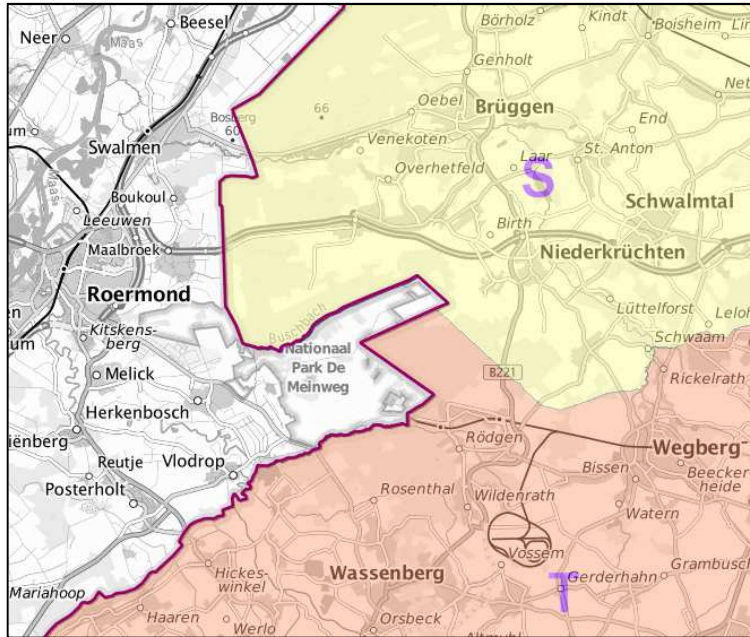 Beesel
Neer
Maas
Börholz
Kindt
Boisheim
Genholt
Bosberg
60
66
Oebel
Brüggen
Net
Swalmen
End
Venekoten
Laar
St. Anton
Maas
Overhetfeld
S
Boukoul
Leeuwen
Schwalmtal
Birth
Maalbroek
Niederkrüchten
Roermond
Buschbach
Lüttelforst
Leloh
Kitskens-
berg
Nationaal
Park De
Meinweg
Schwaam
Melick
B221
Rickelrath
Herkenbosch
Wegberg
Rödgen
Reutje
Vlodrop
Bissen
Beecker
heide
Posterholt
Rosenthal
Wildenrath
Watern
Vossem
Hickes-
winkel
Wassenberg
T
Gerderhahn
Grambusch
Mariahoop
Haaren
Werlo
Orsbeck